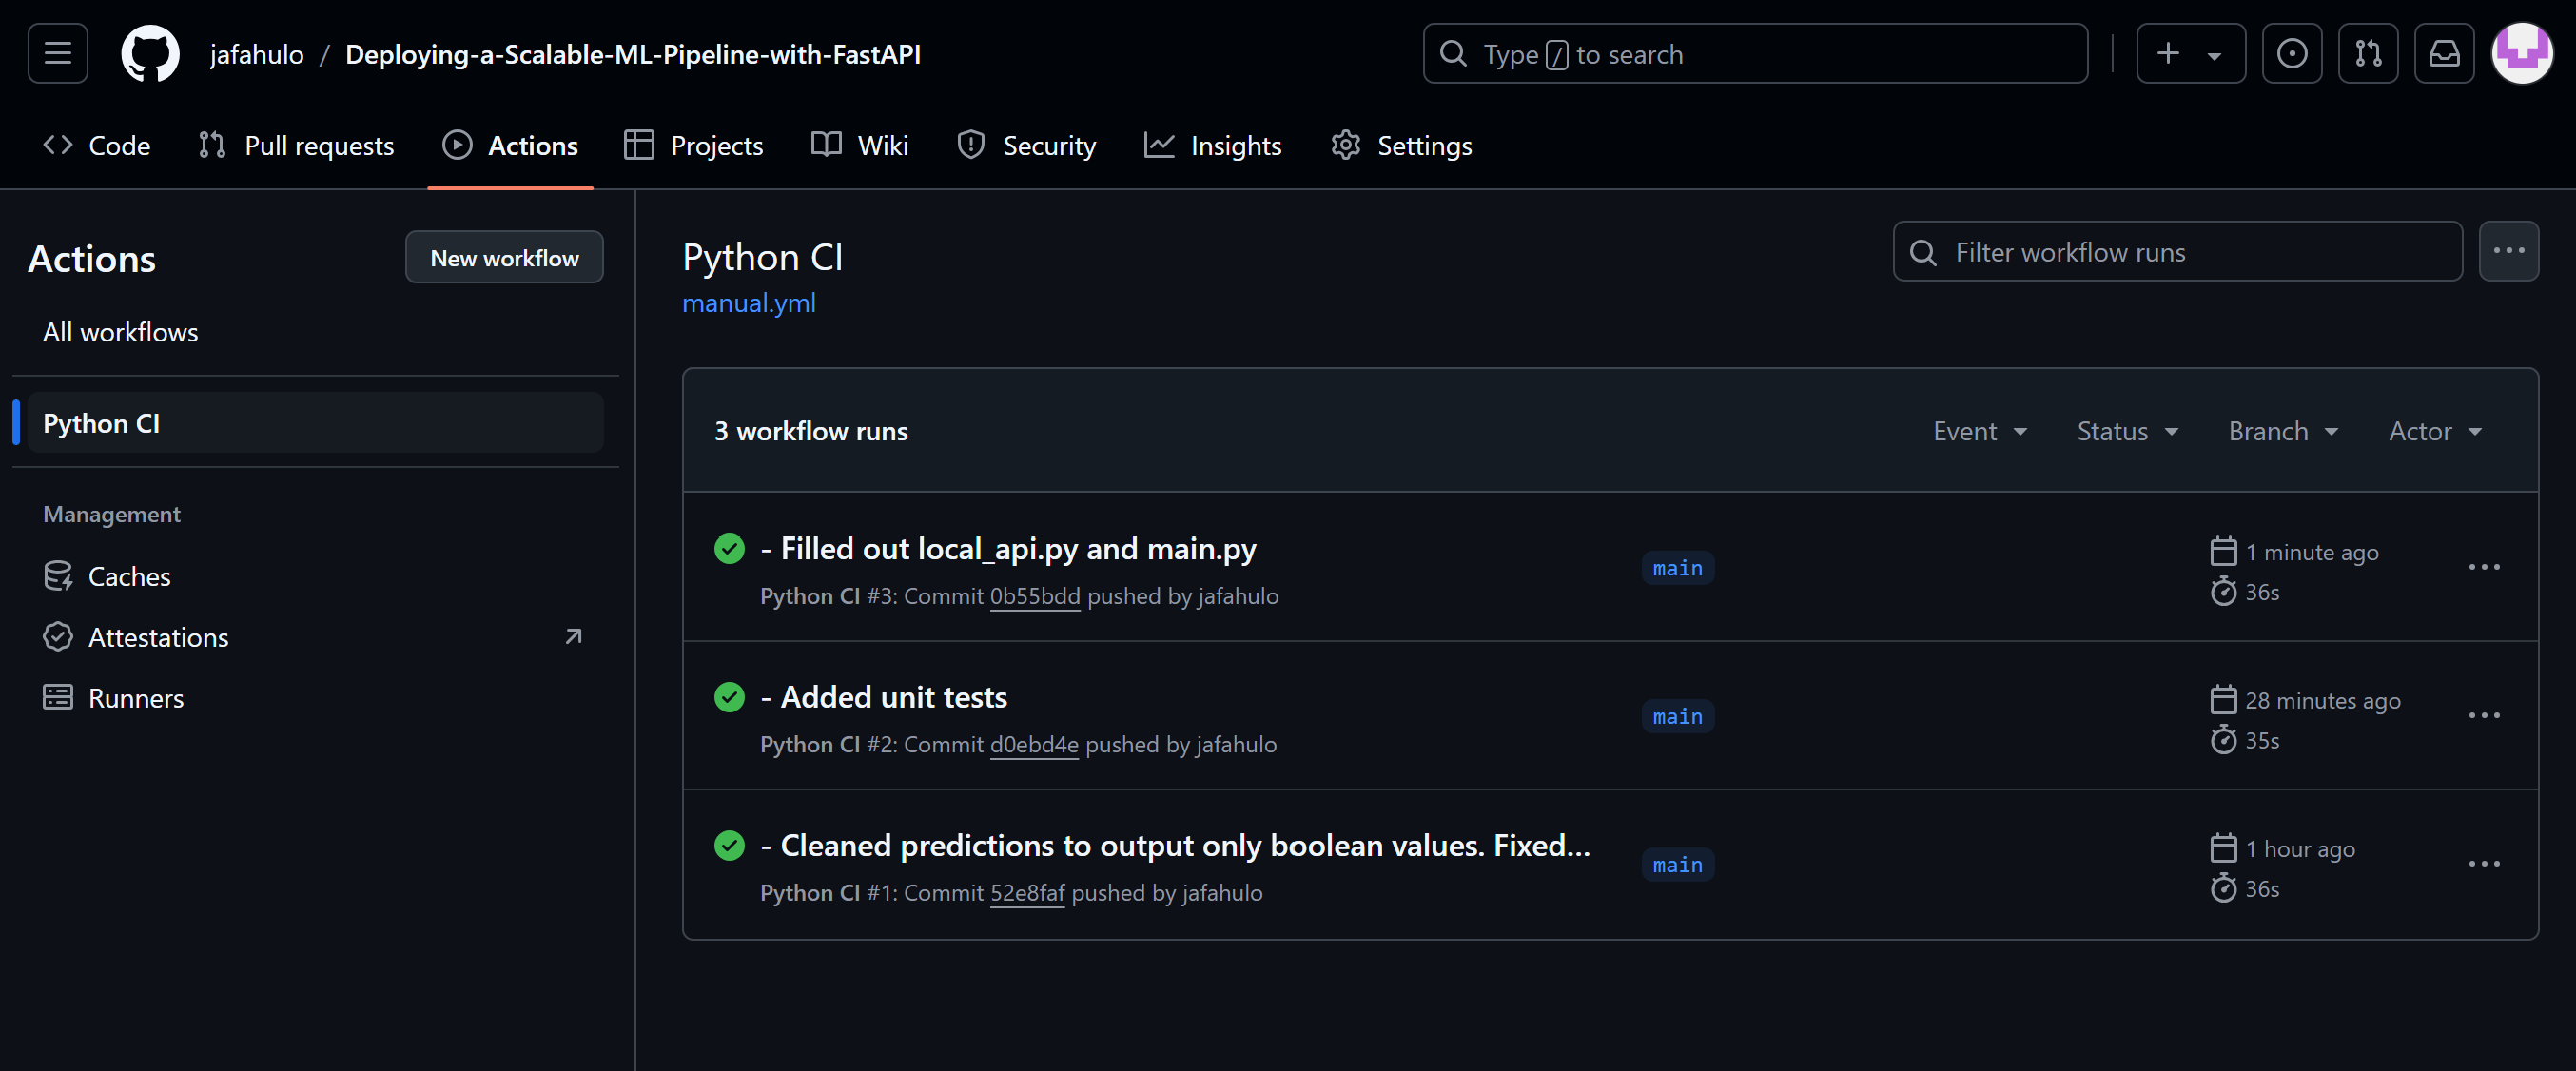 jafahulo / Deploying-a-Scalable-ML-Pipeline-with-FastAPI
Type / to search
Code Pull requests Actions Projects Wiki Security Insights Settings
Actions
New workflow
All workflows
Python CI
Management
Caches
Attestations
Runners
Python CI
manual.yml
Filter workflow runs
3 workflow runs
Event Status Branch Actor
- Filled out local_api.py and main.py
Python CI #3: Commit 0b55bdd pushed by jafahulo
main
1 minute ago
36s
- Added unit tests
Python CI #2: Commit d0ebd4e pushed by jafahulo
main
28 minutes ago
35s
- Cleaned predictions to output only boolean values. Fixed...
Python CI #1: Commit 52e8faf pushed by jafahulo
main
1 hour ago
36s